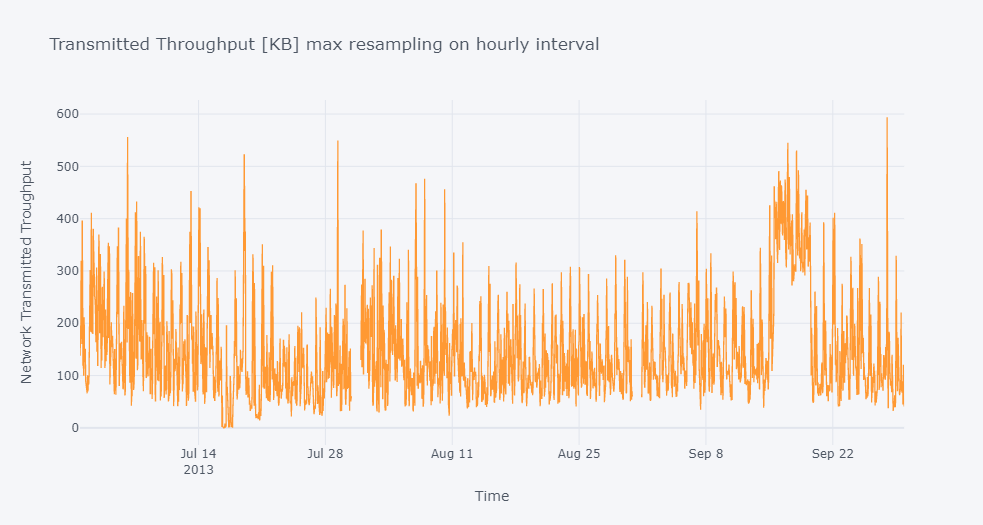 Transmitted Throughput [KB] max resampling on hourly interval
Network Transmitted Troughput
600
500
400
300
200
100
0
Jul 14
2013
Jul 28
Aug 11
Aug 25
Sep 8
Sep 22
Time